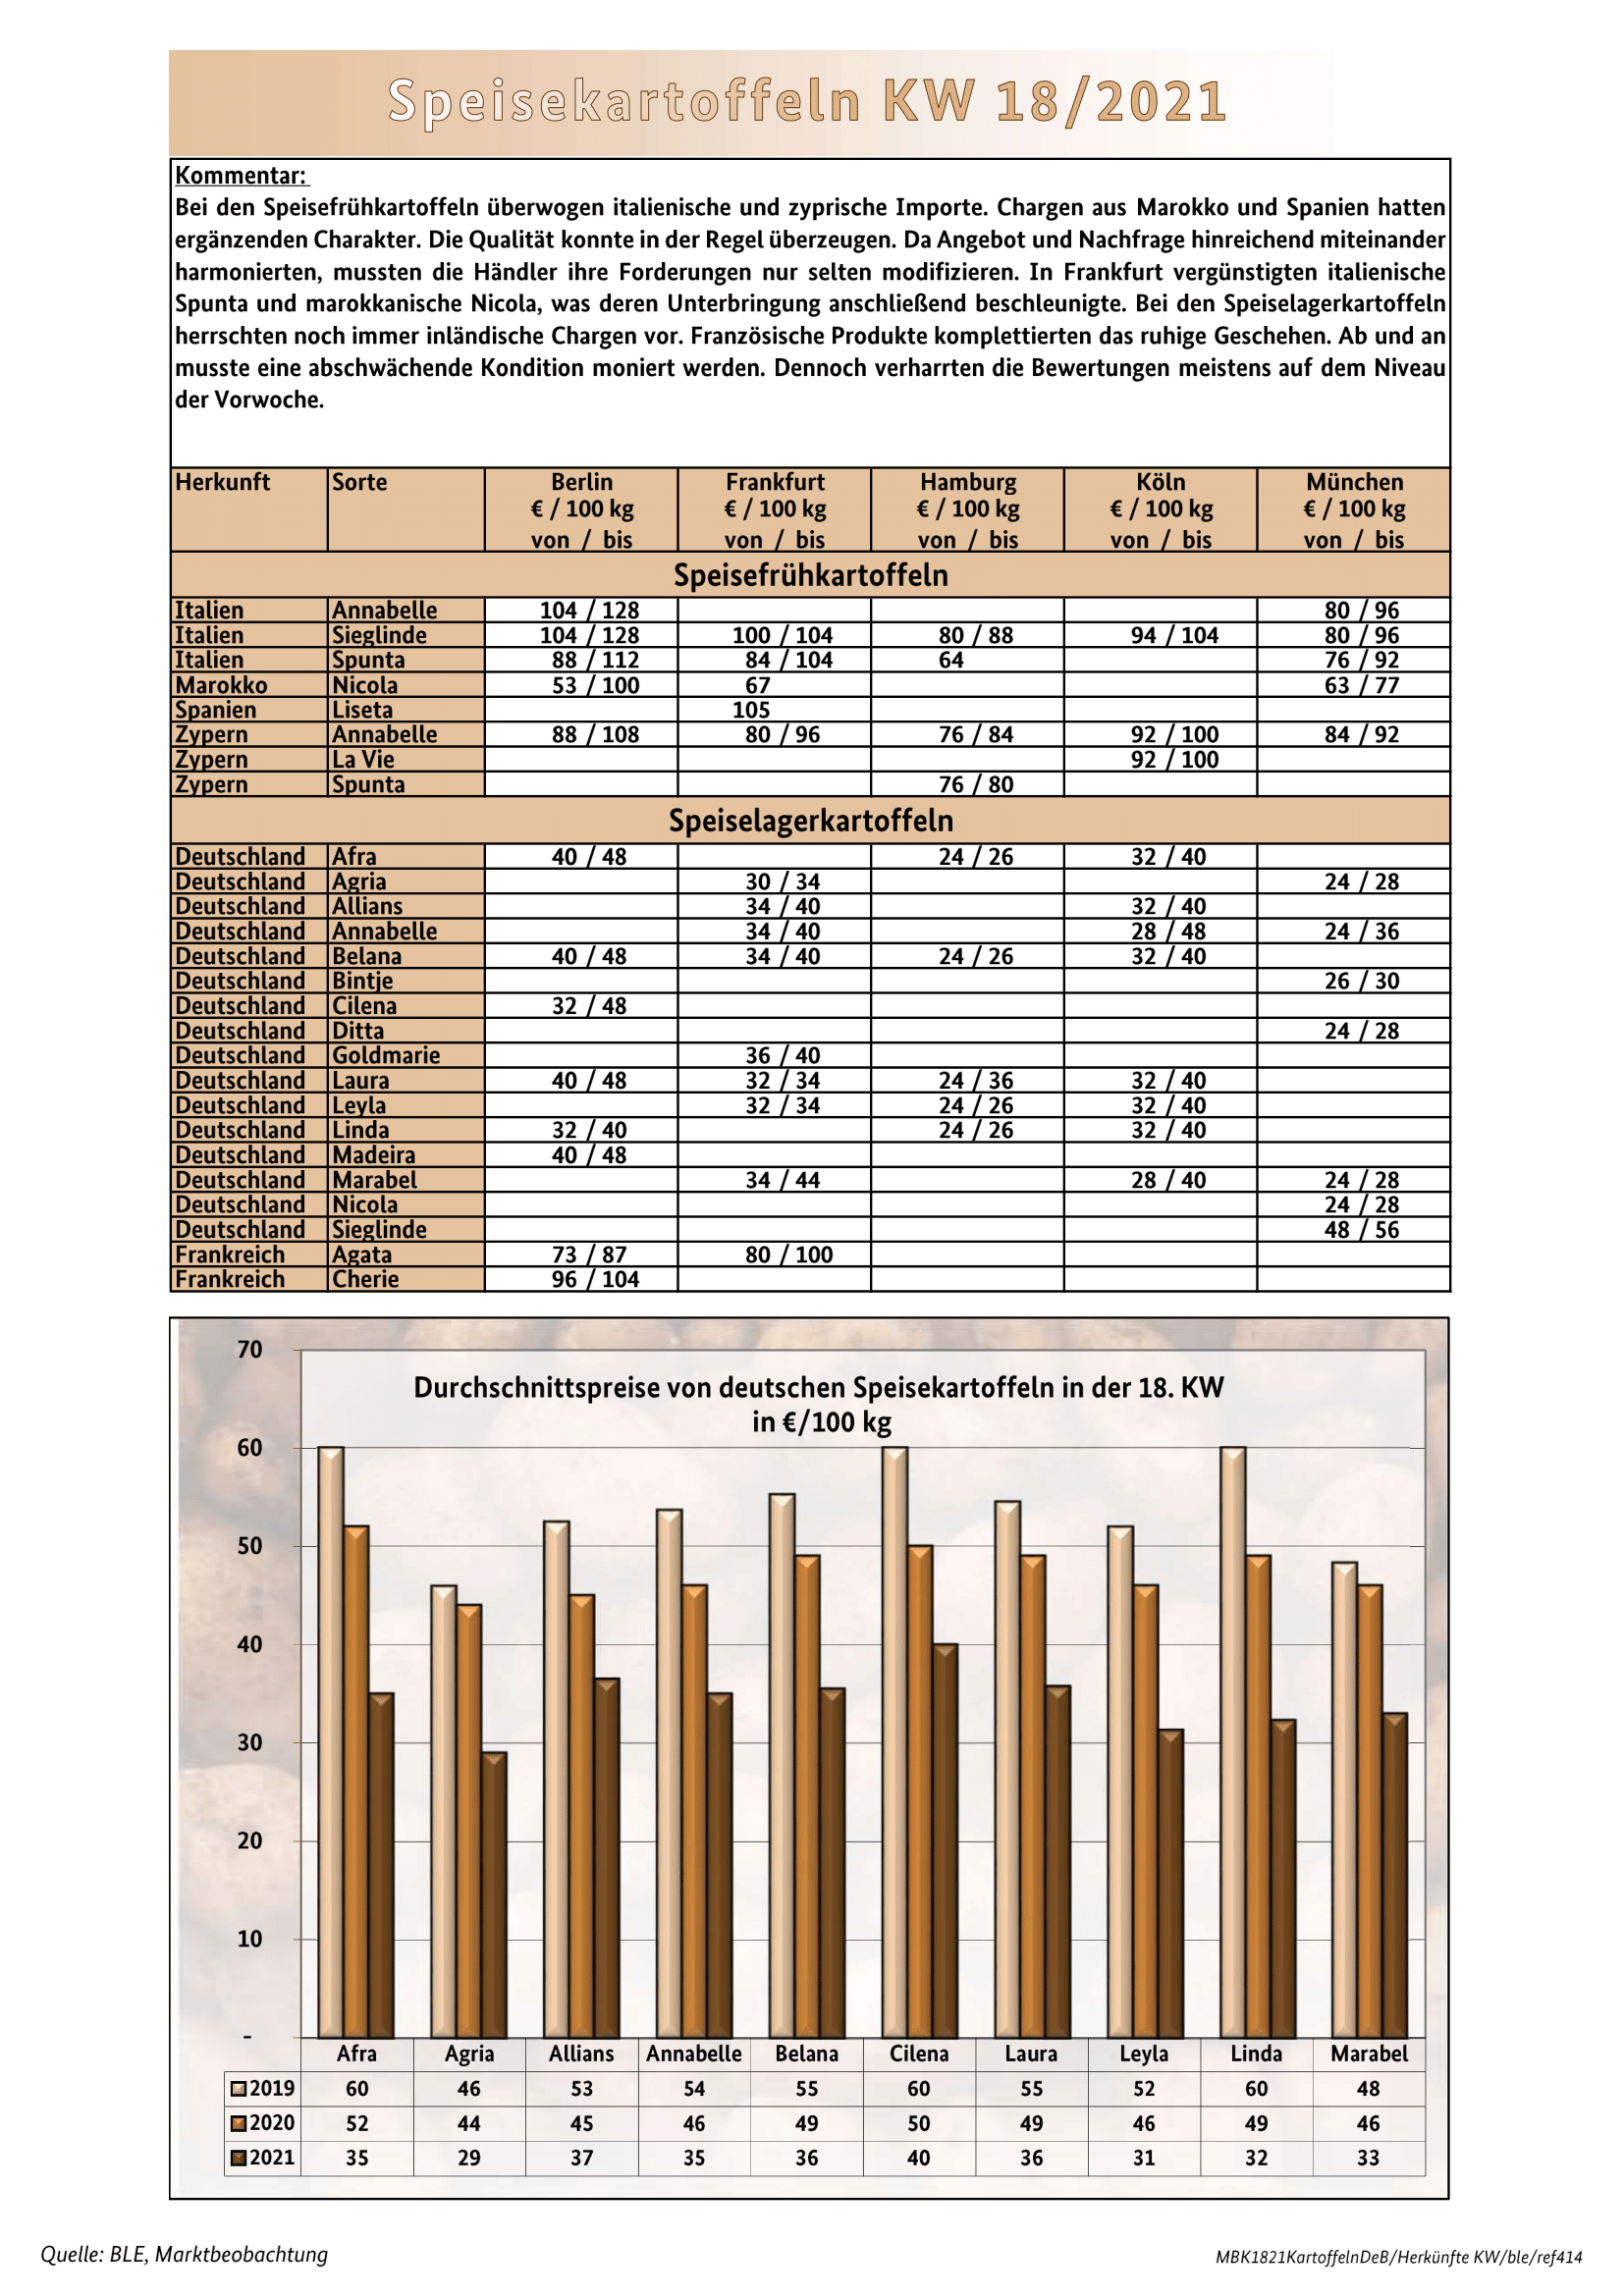 Speisekartoffeln KW 18/2021
Kommentar:
Bei den Speisefrühkartoffeln überwogen italienische und zyprische Importe. Chargen aus Marokko und Spanien hatten
ergänzenden Charakter. Die Qualität konnte in der Regel überzeugen. Da Angebot und Nachfrage hinreichend miteinander
harmonierten, mussten die Händler ihre Forderungen nur selten modifizieren. In Frankfurt vergünstigten italienische
Spunta und marokkanische Nicola, was deren Unterbringung anschließend beschleunigte. Bei den Speiselagerkartoffeln
herrschten noch immer inländische Chargen vor. Französische Produkte komplettierten das ruhige Geschehen. Ab und an
musste eine abschwächende Kondition moniert werden. Dennoch verharrten die Bewertungen meistens auf dem Niveau
der Vorwoche.
Herkunft Sorte Berlin Frankfurt Hamburg Köln München
€ / 100 kg € / 100 kg € / 100 kg € / 100 kg € / 100 kg
von / bis von / bis von / bis von / bis von / bis
Speisefrühkartoffeln
Italien Annabelle 104 / 128 80 / 96
Italien Sieglinde 104 / 128 100 / 104 80 / 88 94 / 104 80 / 96
Italien Spunta 88 / 112 84 / 104 64 76 / 92
Marokko Nicola 53 / 100 67 63 / 77
Spanien Liseta 105
Zypern Annabelle 88 / 108 80 / 96 76 / 84 92 / 100 84 / 92
Zypern La Vie 92 / 100
Zypern Spunta 76 / 80
Speiselagerkartoffeln
Deutschland Afra 40 / 48 24 / 26 32 / 40
Deutschland Agria 30 / 34 24 / 28
Deutschland Allians 34 / 40 32 / 40
Deutschland Annabelle 34 / 40 28 / 48 24 / 36
Deutschland Belana 40 / 48 34 / 40 24 / 26 32 / 40
Deutschland Bintje 26 / 30
Deutschland Cilena 32 / 48
Deutschland Ditta 24 / 28
Deutschland Goldmarie 36 / 40
Deutschland Laura 40 / 48 32 / 34 24 / 36 32 / 40
Deutschland Leyla 32 / 34 24 / 26 32 / 40
Deutschland Linda 32 / 40 24 / 26 32 / 40
Deutschland Madeira 40 / 48
Deutschland Marabel 34 / 44 28 / 40 24 / 28
Deutschland Nicola 24 / 28
Deutschland Sieglinde 48 / 56
Frankreich Agata 73 / 87 80 / 100
Frankreich Cherie 96 / 104
Durchschnittspreise von deutschen Speisekartoffeln in der 18. KW
in €/100 kg
70
60
50
40
30
20
10
-
Afra Agria Allians Annabelle Belana Cilena Laura Leyla Linda Marabel
2019 60 46 53 54 55 60 55 52 60 48
2020 52 44 45 46 49 50 49 46 49 46
2021 35 29 37 35 36 40 36 31 32 33
Quelle: BLE, Marktbeobachtung
MBK1821KartoffelnDeB/Herkünfte KW/ble/ref414